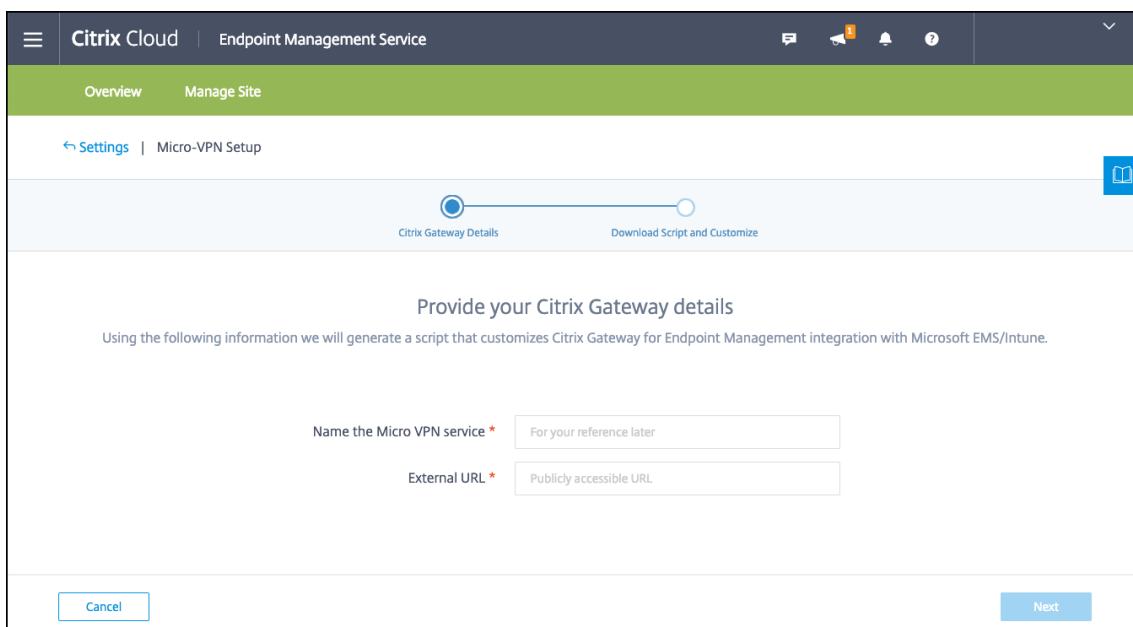 Citrix Cloud | Endpoint Management Service
1
Overview Manage Site
Settings | Micro-VPN Setup
Citrix Gateway Details Download Script and Customize
Provide your Citrix Gateway details
Using the following information we will generate a script that customizes Citrix Gateway for Endpoint Management integration with Microsoft EMS/Intune.
Name the Micro VPN service * For your reference later
External URL * Publicly accessible URL
Cancel Next